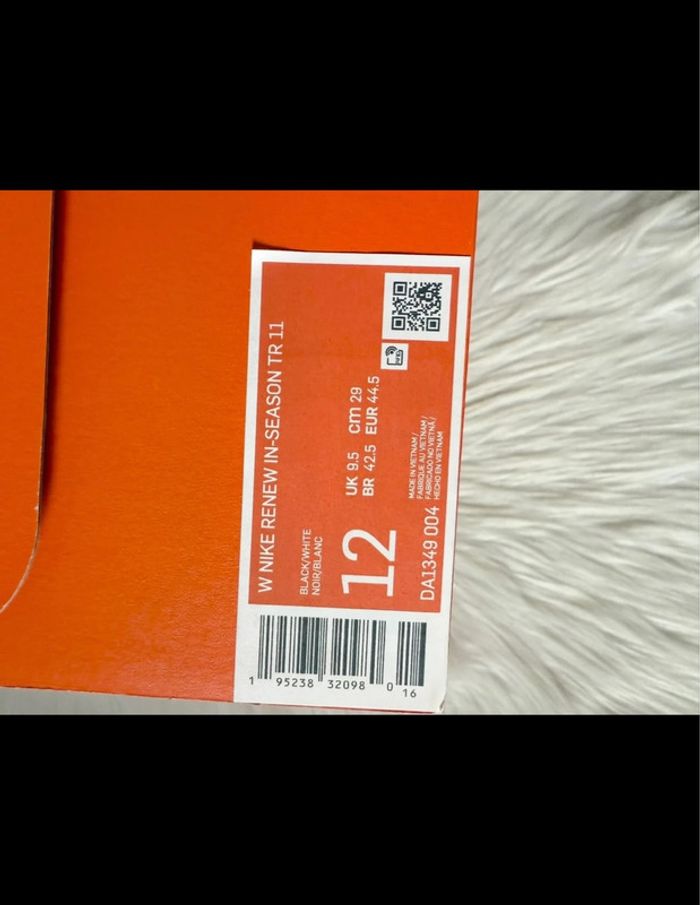 W NIKE RENEW IN-SEASON TR 11
BLACK/WHITE
NOIR/BLANC
12
UK 9.5 cm 29
BR 42.5 EUR 44.5
MADE IN VIETNAM /
FABRIQUE AU VIETNAM /
FABRICADO NO VIETNÃ /
HECHO EN VIETNAM
DA1349 004
1 95238 32098 0 16